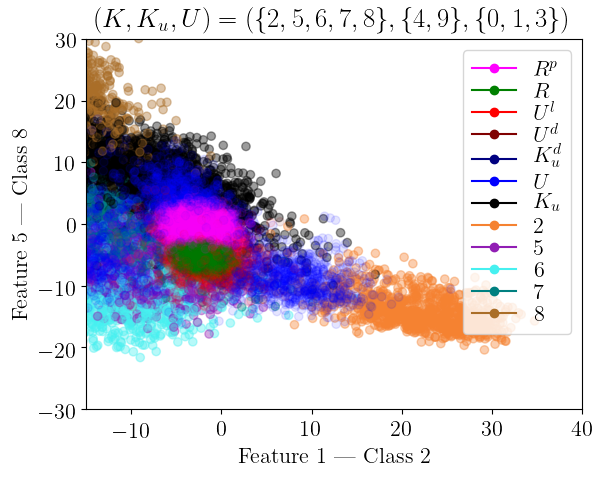 (K, K_u, U) = ({2, 5, 6, 7, 8}, {4, 9}, {0, 1, 3})
30
20
10
0
−10
−20
−30
Feature 5 — Class 8
R^p
R
U^l
U^d
K_u^d
U
K_u
2
5
6
7
8
−10
0
10
20
30
40
Feature 1 — Class 2